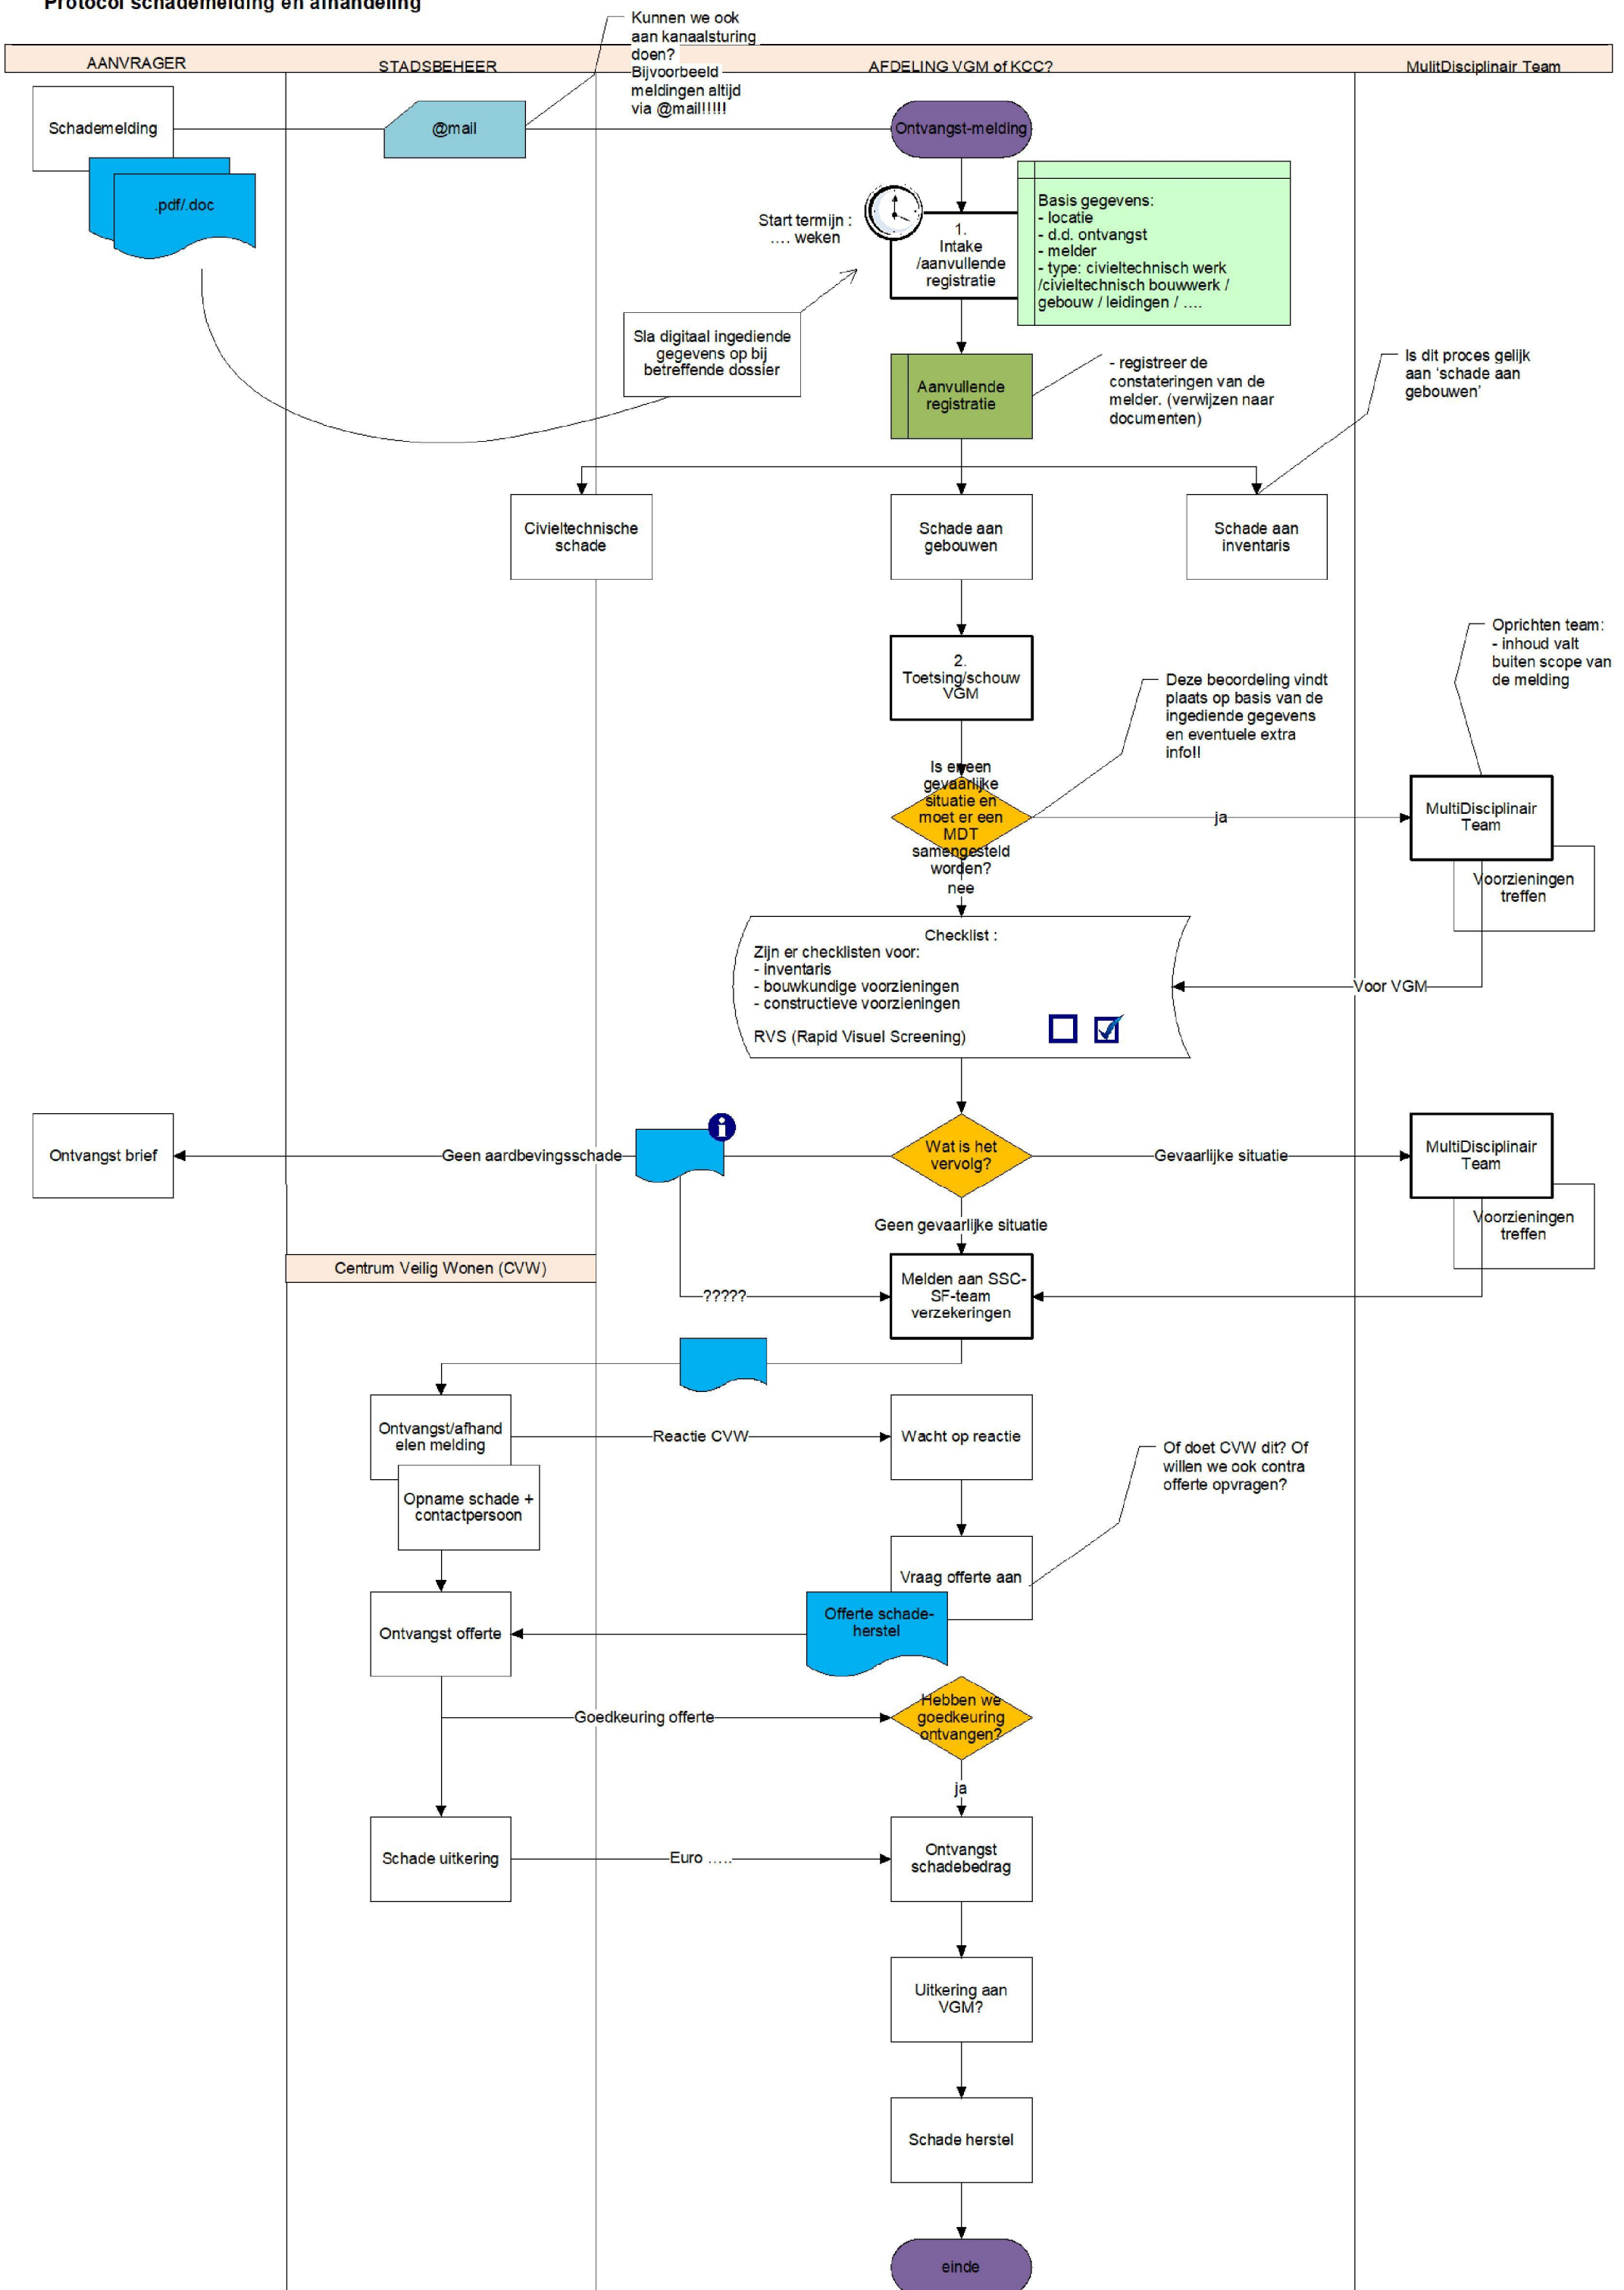 Protocol schademelding en afhandeling
Kunnen we ook
aan kanaalsturing
doen?
Bijvoorbeeld
meldingen altijd
via @mail!!!!!
AANVRAGER
STADSBEHEER
AFDELING VGM of KCC?
MulitDisciplinair Team
Schademelding
@mail
Ontvangst-melding
.pdf/.doc
Start termijn :
.... weken
1.
Intake
/aanvullende
registratie
Basis gegevens:
- locatie
- d.d. ontvangst
- melder
- type: civieltechnisch werk
/civieltechnisch bouwwerk /
gebouw / leidingen / ....
Sla digitaal ingediende
gegevens op bij
betreffende dossier
Aanvullende
registratie
- registreer de
constateringen van de
melder. (verwijzen naar
documenten)
Is dit proces gelijk
aan ‘schade aan
gebouwen’
Civieltechnische
schade
Schade aan
gebouwen
Schade aan
inventaris
2.
Toetsing/schouw
VGM
Deze beoordeling vindt
plaats op basis van de
ingediende gegevens
en eventuele extra
info!!
Oprichten team:
- inhoud valt
buiten scope van
de melding
Is er een
gevaarlijke
situatie en
moet er een
MDT
samengesteld
worden?
ja
nee
MultiDisciplinair
Team
Voorzieningen
treffen
Checklist :
Zijn er checklisten voor:
- inventaris
- bouwkundige voorzieningen
- constructieve voorzieningen
RVS (Rapid Visuel Screening)
Voor VGM
Ontvangst brief
Geen aardbevingsschade
i
Wat is het
vervolg?
Gevaarlijke situatie
MultiDisciplinair
Team
Voorzieningen
treffen
Geen gevaarlijke situatie
Centrum Veilig Wonen (CVW)
?????
Melden aan SSC-
SF-team
verzekeringen
Ontvangst/afhand
elen melding
Reactie CVW
Wacht op reactie
Opname schade +
contactpersoon
Of doet CVW dit? Of
willen we ook contra
offerte opvragen?
Vraag offerte aan
Offerte schade-
herstel
Ontvangst offerte
Goedkeuring offerte
Hebben we
goedkeuring
ontvangen?
ja
Schade uitkering
Euro .....
Ontvangst
schadebedrag
Uitkering aan
VGM?
Schade herstel
einde